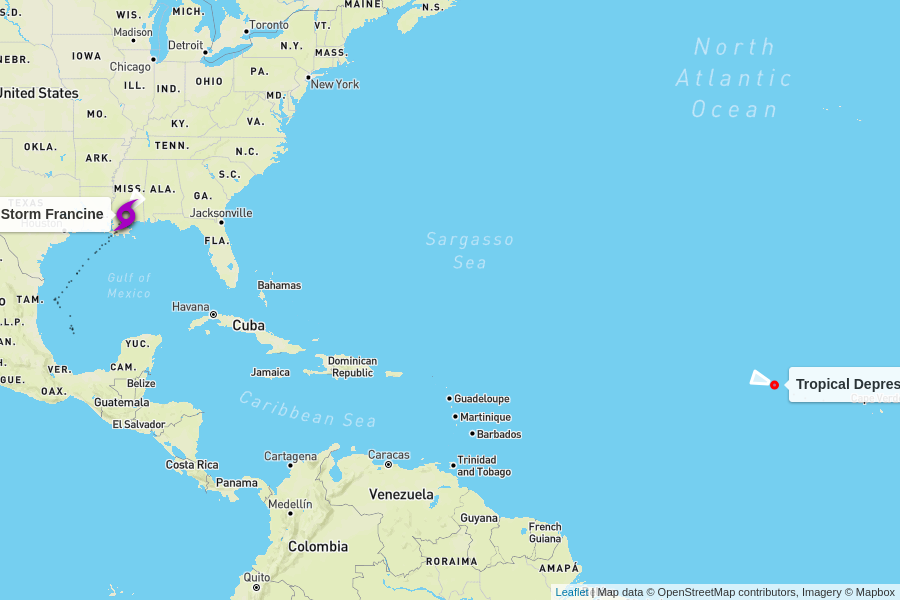 S.D.
WIS.
MICH.
MAINE
N.S.
Madison
Toronto
VT.
Detroit
N.Y.
MASS.
NEBR.
IOWA
Chicago
PA.
New York
United States
ILL.
IND.
OHIO
MD.
MO.
KY.
VA.
OKLA.
ARK.
TENN.
N.C.
S.C.
MISS.
ALA.
GA.
TEXAS
Storm Francine
Houston
Jacksonville
FLA.
North
Atlantic
Ocean
Sargasso
Sea
Gulf of
Mexico
TAM.
Bahamas
Havana
Cuba
L.P.
YUC.
Dominican
Republic
Jamaica
VER.
CAM.
GUE.
OAX.
Belize
Guatemala
El Salvador
Caribbean Sea
Guadeloupe
Martinique
Barbados
Tropical Depres
Cape Verd
Costa Rica
Panama
Cartagena
Caracas
Trinidad
and Tobago
Medellín
Venezuela
Guyana
French
Guiana
Colombia
RORAIMA
AMAPÁ
Quito
Leaflet | Map data © OpenStreetMap contributors, Imagery © Mapbox